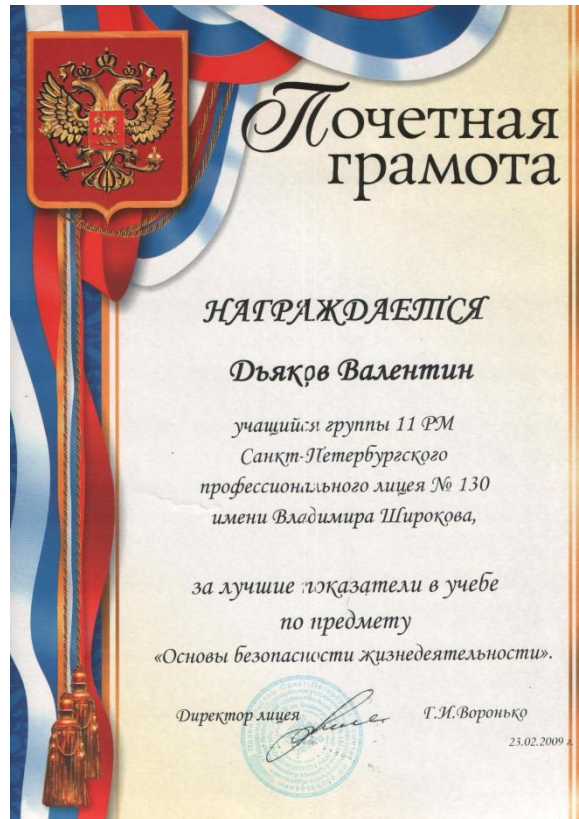 Почетная
грамота
НАГРАЖДАЕТСЯ
Дьяков Валентин
учащийся группы 11 РМ
Санкт-Петербургского
профессионального лицея № 130
имени Владимира Широкова,
за лучшие показатели в учебе
по предмету
«Основы безопасности жизнедеятельности».
Директор лицея Г.И.Воронько
23.02.2009 г.